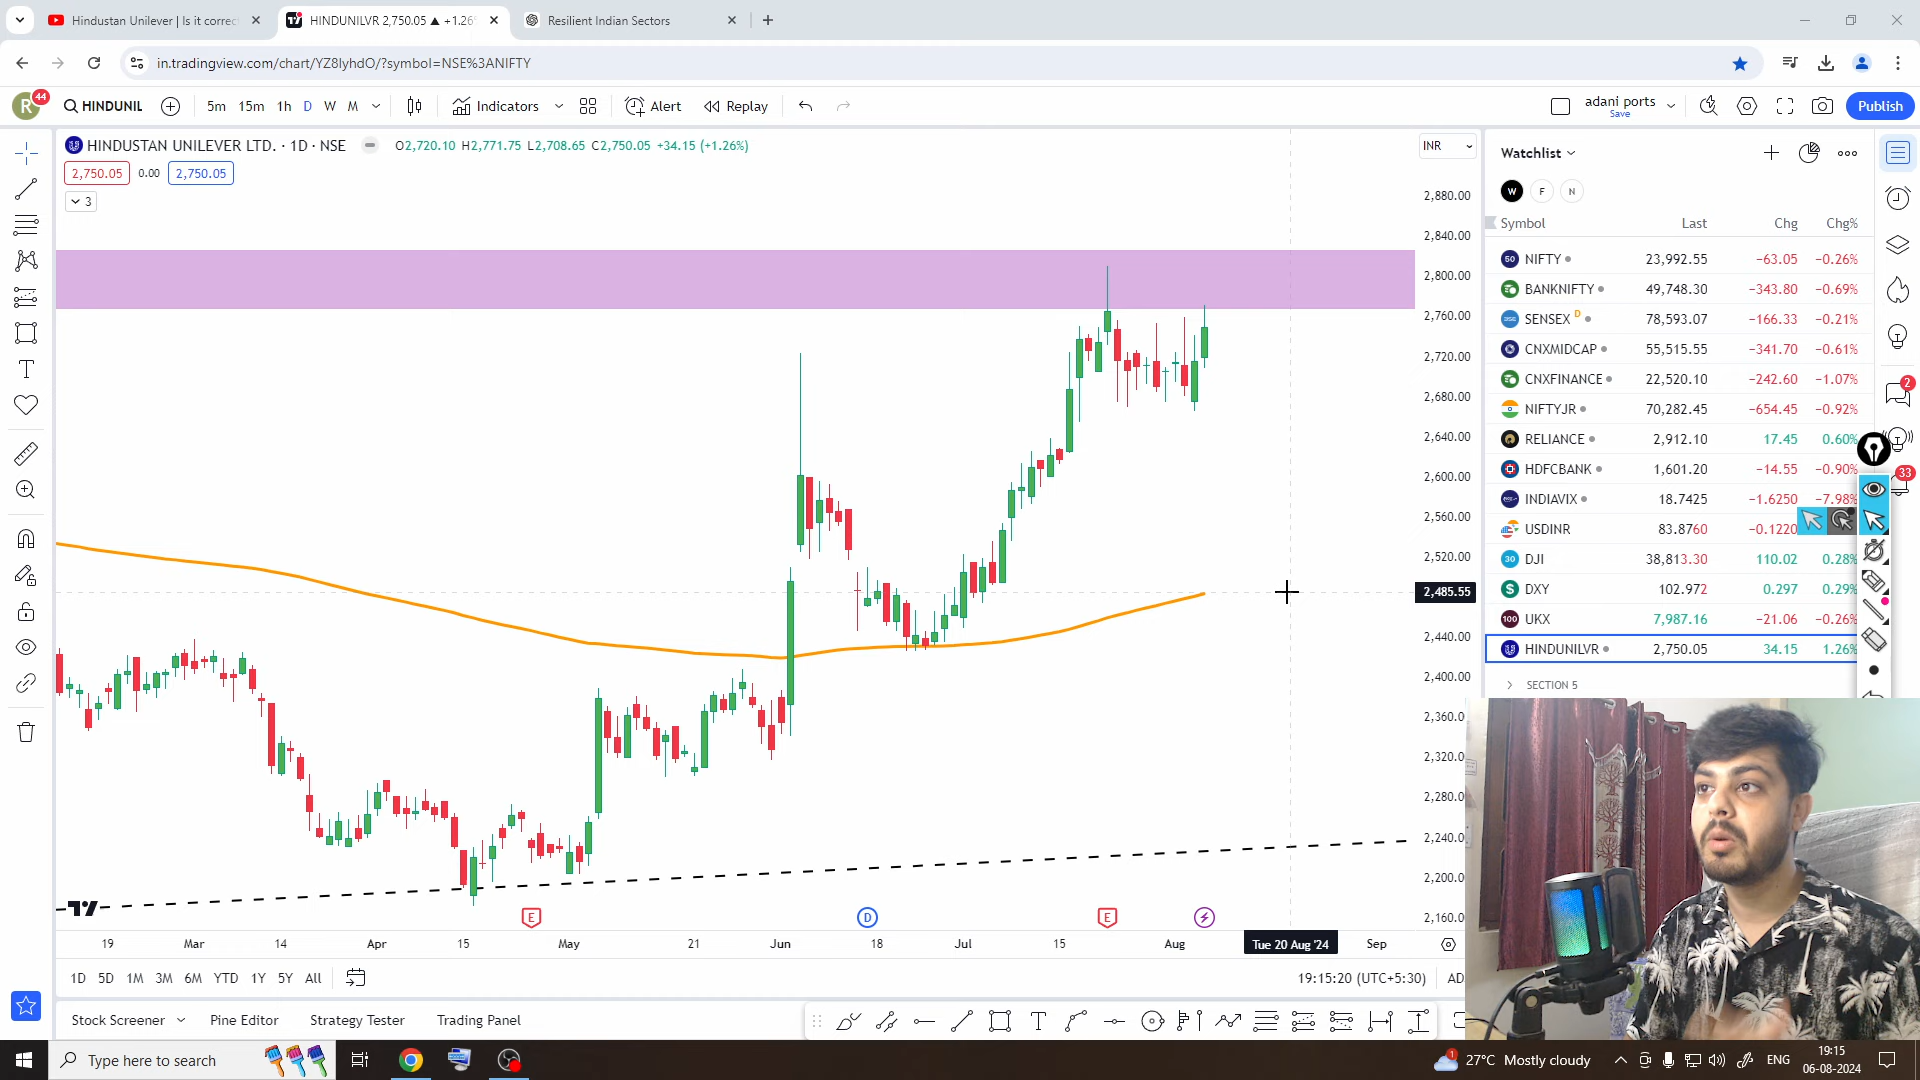 Hindustan Unilever | Is it correc
HINDUNILVR 2,750.05 ▲ +1.26%
Resilient Indian Sectors
in.tradingview.com/chart/YZ8lyhdO/?symbol=NSE%3ANIFTY
R 44
HINDUNIL
5m 15m 1h D W M
Indicators
Alert
Replay
adani ports
Save
Publish
HINDUSTAN UNILEVER LTD. · 1D · NSE
O2,720.10 H2,771.75 L2,708.65 C2,750.05 +34.15 (+1.26%)
2,750.05 0.00 2,750.05
3
INR
2,880.00
2,840.00
2,800.00
2,760.00
2,720.00
2,680.00
2,640.00
2,600.00
2,560.00
2,520.00
2,485.55
2,440.00
2,400.00
2,360.0
2,320.0
2,280.0
2,240.0
2,200.0
2,160.0
E D E
19 Mar 14 Apr 15 May 21 Jun 18 Jul 15 Aug Tue 20 Aug '24 Sep
1D 5D 1M 3M 6M YTD 1Y 5Y All
19:15:20 (UTC+5:30) AD
Stock Screener Pine Editor Strategy Tester Trading Panel
Watchlist
W F N
Symbol Last Chg Chg%
50 NIFTY 23,992.55 −63.05 −0.26%
BANKNIFTY 49,748.30 −343.80 −0.69%
SENSEX D 78,593.07 −166.33 −0.21%
CNXMIDCAP 55,515.55 −341.70 −0.61%
CNXFINANCE 22,520.10 −242.60 −1.07%
NIFTYJR 70,282.45 −654.45 −0.92%
RELIANCE 2,912.10 17.45 0.60%
HDFCBANK 1,601.20 −14.55 −0.90%
INDIAVIX 18.7425 −1.6250 −7.98%
USDINR 83.8760 −0.1220
30 DJI 38,813.30 110.02 0.28%
DXY 102.972 0.297 0.29%
100 UKX 7,987.16 −21.06 −0.26%
HINDUNILVR 2,750.05 34.15 1.26%
SECTION 5
2
33
Type here to search
1
27°C Mostly cloudy
ENG
19:15
06-08-2024